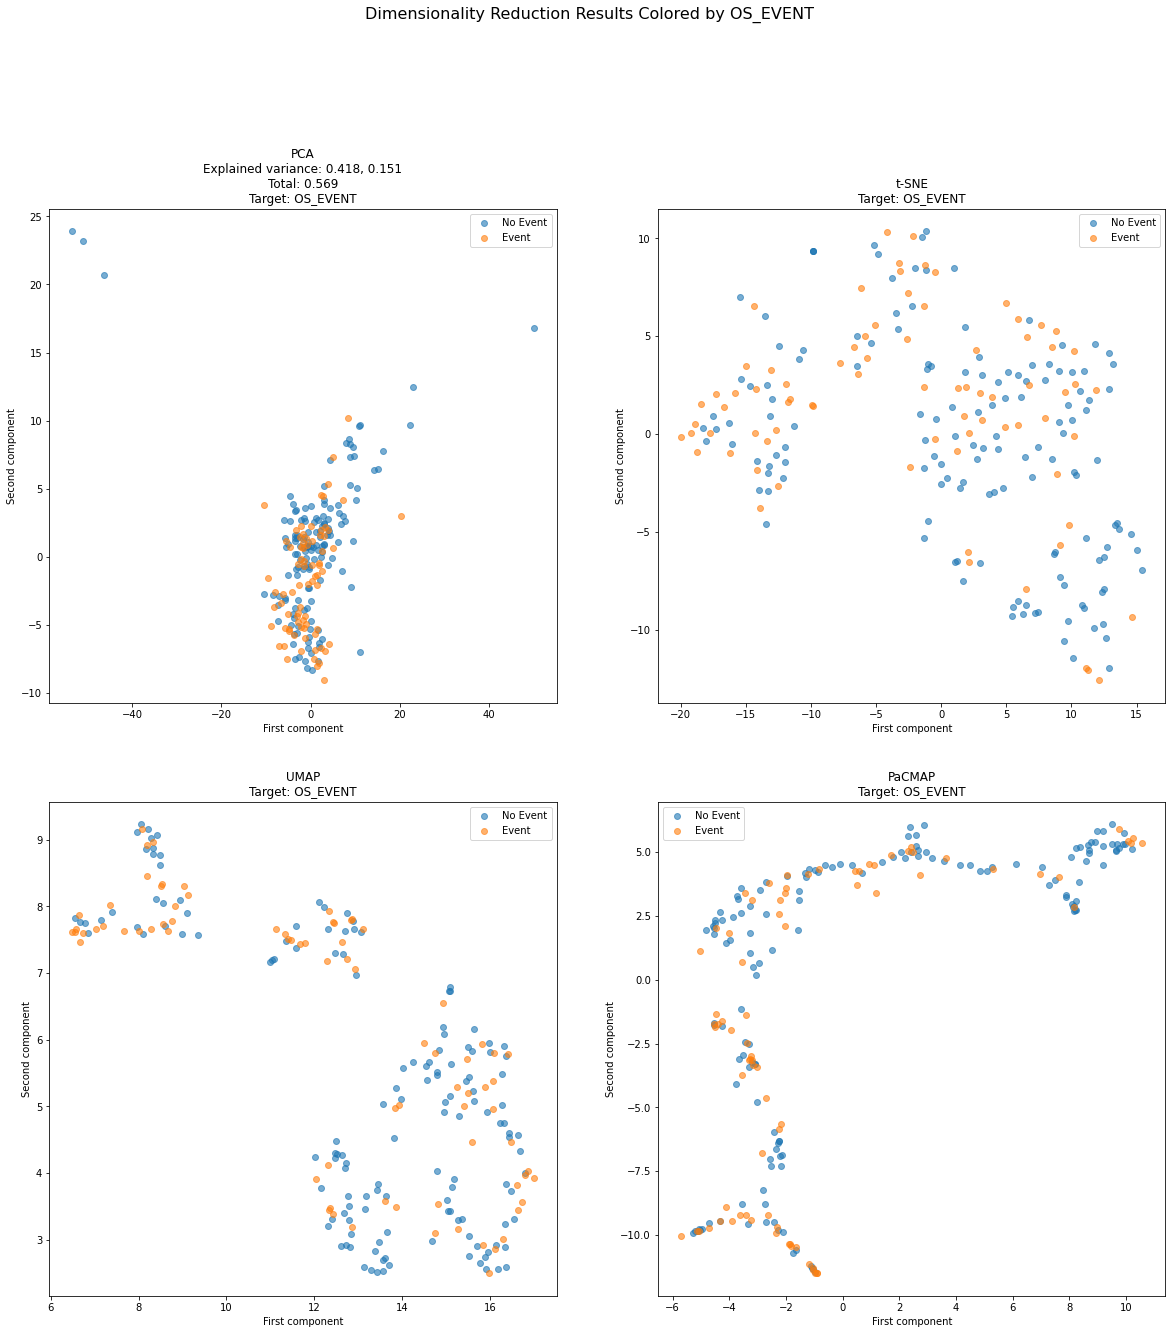 Dimensionality Reduction Results Colored by OS_EVENT
PCA
Explained variance: 0.418, 0.151
Total: 0.569
Target: OS_EVENT
No Event
Event
25
20
15
10
5
0
−5
−10
Second component
−40
−20
0
20
40
First component
t-SNE
Target: OS_EVENT
No Event
Event
10
5
0
−5
−10
Second component
−20
−15
−10
−5
0
5
10
15
First component
UMAP
Target: OS_EVENT
No Event
Event
9
8
7
6
5
4
3
Second component
6
8
10
12
14
16
First component
PaCMAP
Target: OS_EVENT
No Event
Event
5.0
2.5
0.0
−2.5
−5.0
−7.5
−10.0
Second component
−6
−4
−2
0
2
4
6
8
10
First component